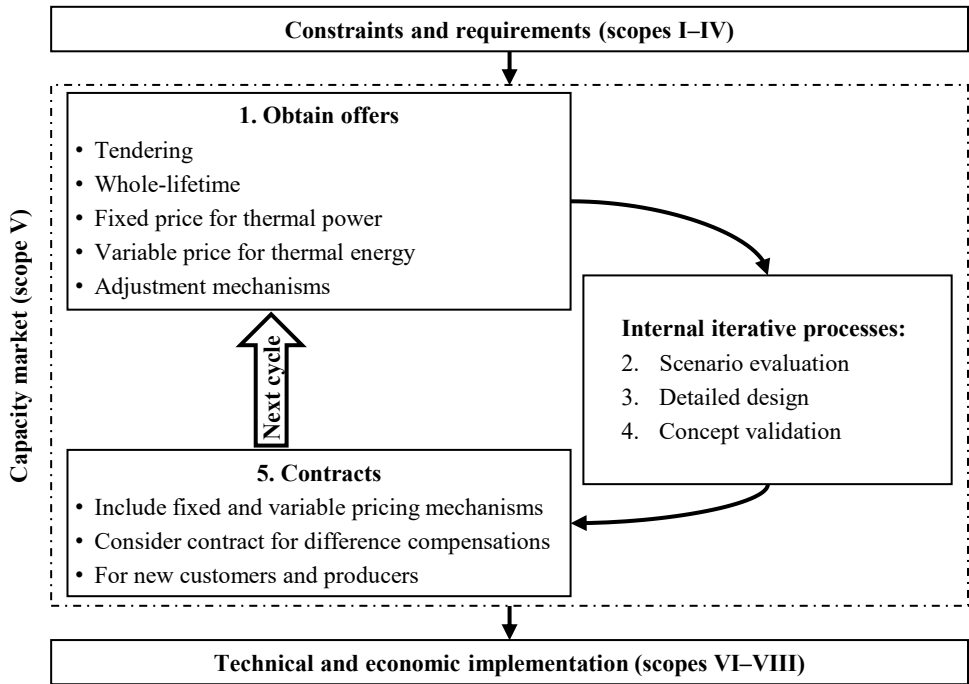 Constraints and requirements (scopes I–IV)
Capacity market (scope V)
1. Obtain offers
• Tendering
• Whole-lifetime
• Fixed price for thermal power
• Variable price for thermal energy
• Adjustment mechanisms
Internal iterative processes:
2. Scenario evaluation
3. Detailed design
4. Concept validation
Next cycle
5. Contracts
• Include fixed and variable pricing mechanisms
• Consider contract for difference compensations
• For new customers and producers
Technical and economic implementation (scopes VI–VIII)